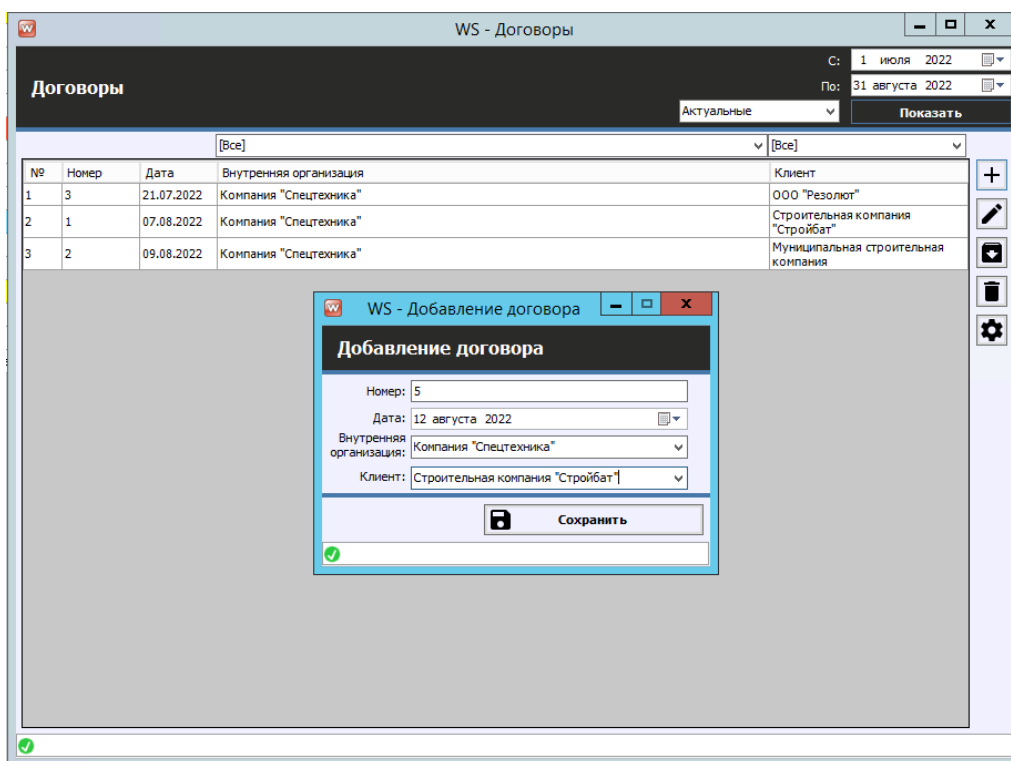 WS - Договоры
С: 1 июля 2022
Договоры
По: 31 августа 2022
Актуальные Показать
[Все] [Все]
№ Номер Дата Внутренняя организация Клиент
1 3 21.07.2022 Компания "Спецтехника" ООО "Резолют"
2 1 07.08.2022 Компания "Спецтехника" Строительная компания
"Стройбат"
3 2 09.08.2022 Компания "Спецтехника" Муниципальная строительная
компания
WS - Добавление договора
Добавление договора
Номер: 5
Дата: 12 августа 2022
Внутренняя
организация: Компания "Спецтехника"
Клиент: Строительная компания "Стройбат"
Сохранить